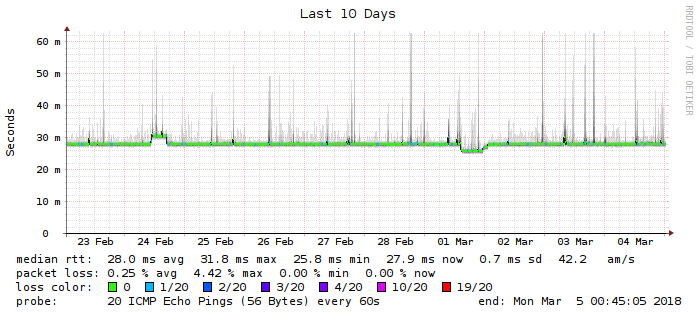 Last 10 Days
RRDTOOL / TOBI OETIKER
Seconds
60 m
50 m
40 m
30 m
20 m
10 m
0
23 Feb 24 Feb 25 Feb 26 Feb 27 Feb 28 Feb 01 Mar 02 Mar 03 Mar 04 Mar
median rtt: 28.0 ms avg 31.8 ms max 25.8 ms min 27.9 ms now 0.7 ms sd 42.2 am/s
packet loss: 0.25 % avg 4.42 % max 0.00 % min 0.00 % now
loss color: 0 1/20 2/20 3/20 4/20 10/20 19/20
probe: 20 ICMP Echo Pings (56 Bytes) every 60s end: Mon Mar 5 00:45:05 2018